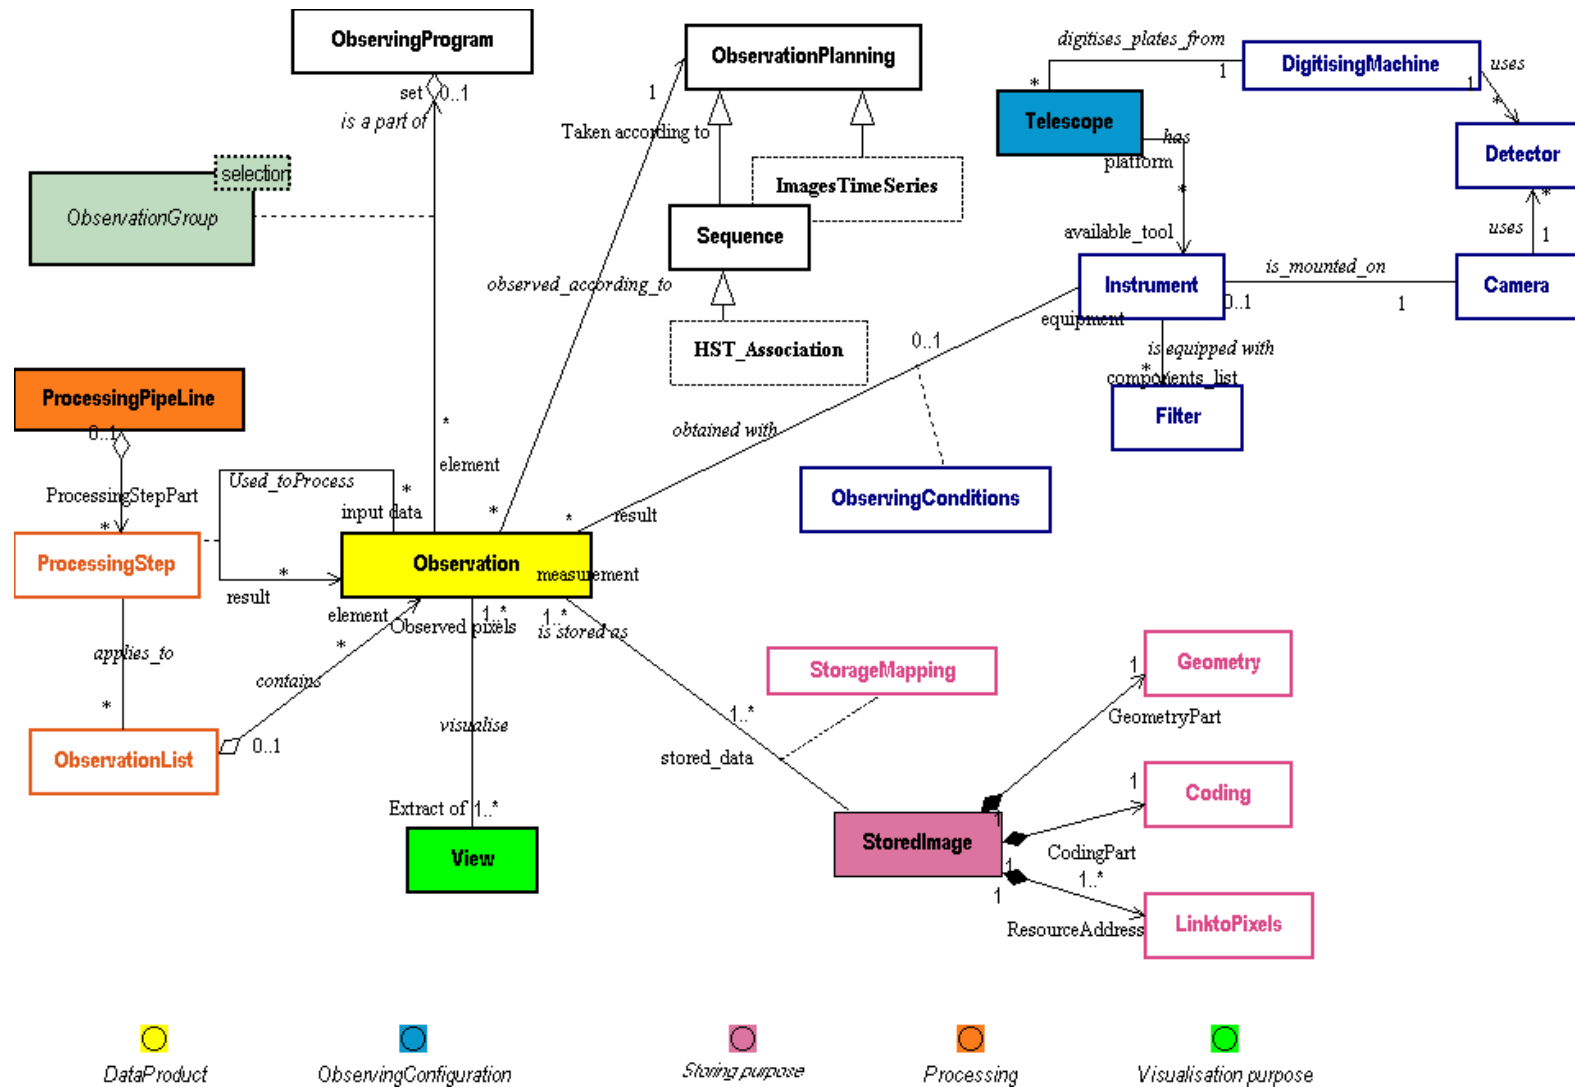 ObservingProgram
ObservationPlanning
digitises_plates_from
DigitisingMachine
uses
set 0..1
1
*
1
1
*
is a part of
Taken according to
Telescope
has
platform
Detector
selection
ObservationGroup
ImagesTimeSeries
*
*
Sequence
available_tool
uses 1
is_mounted_on
observed_according_to
Instrument
Camera
0..1
1
equipment
HST_Association
0..1
is equipped with
*
components_list
ProcessingPipeLine
Filter
0..1
*
obtained with
element
Used_toProcess
ProcessingStepPart
*
input data
ObservingConditions
*
*
*
result
ProcessingStep
Observation
measurement
*
result
element
1..*
1..*
Observed pixels
is stored as
*
applies_to
contains
StorageMapping
Geometry
1
*
visualise
1..*
GeometryPart
0..1
ObservationList
stored_data
1
Coding
Extract of 1..*
1
StoredImage
View
CodingPart
1
1..*
1
ResourceAddress
LinktoPixels
DataProduct
ObservingConfiguration
Storing purpose
Processing
Visualisation purpose